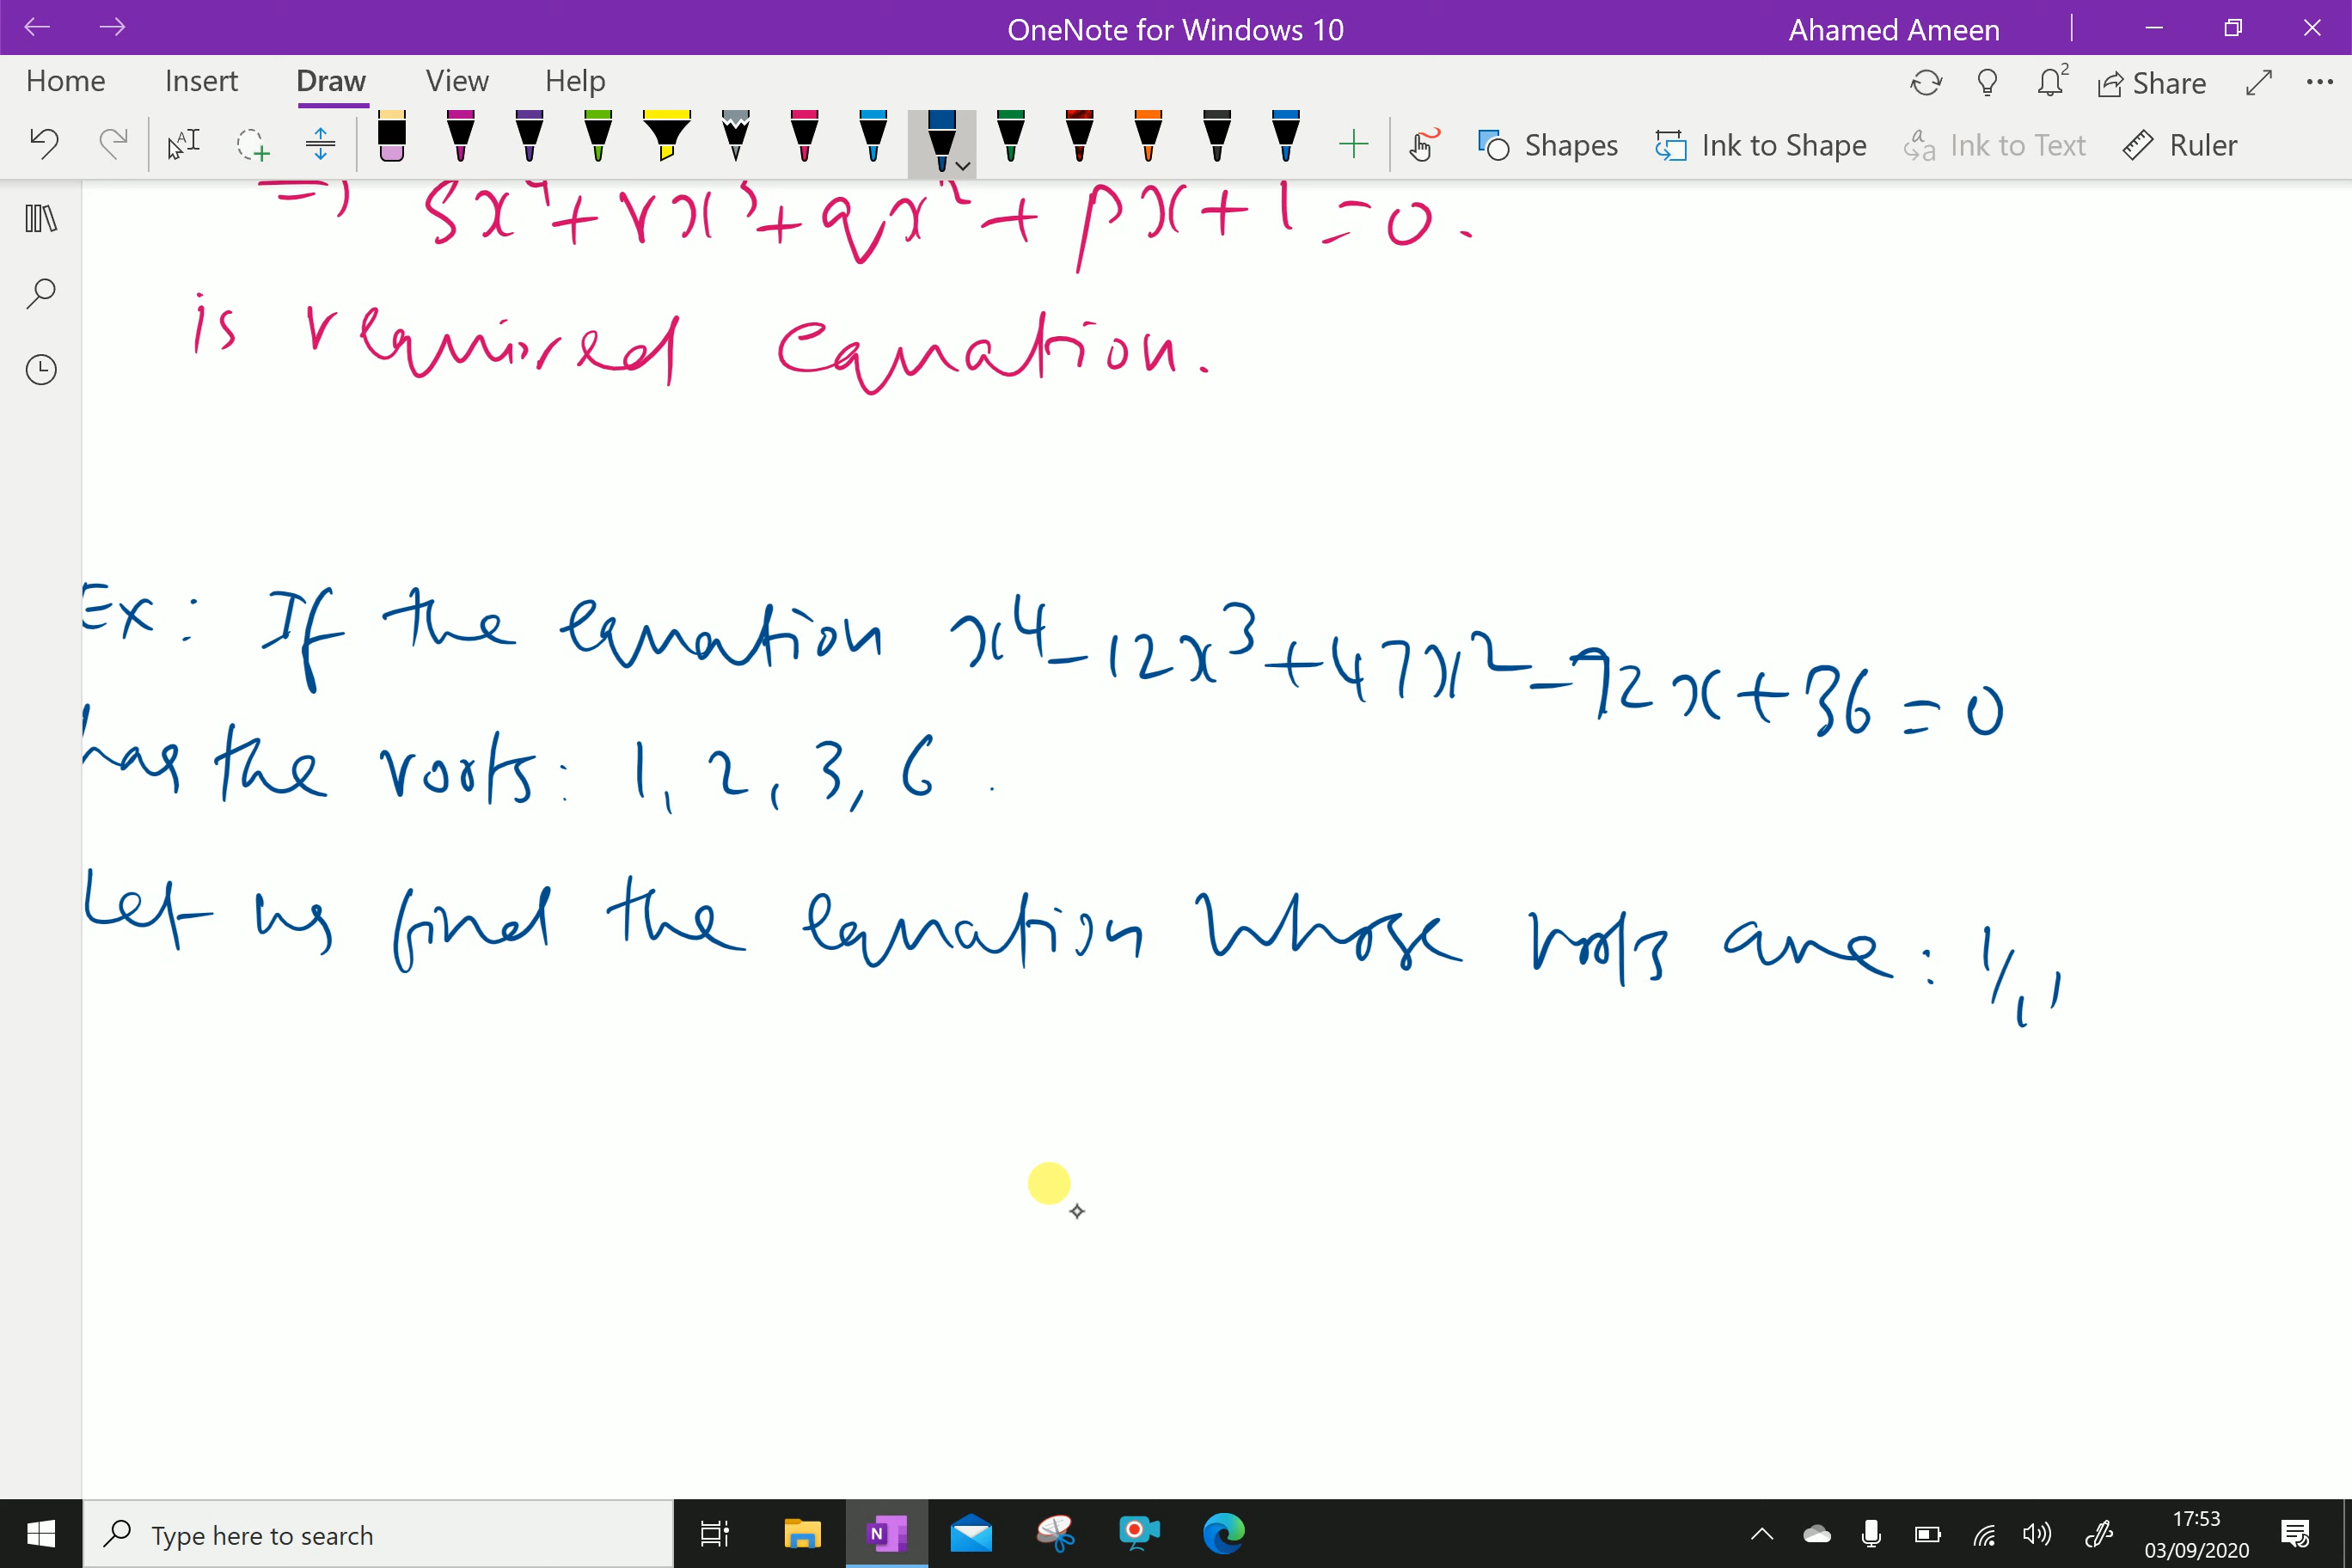 OneNote for Windows 10 Ahamed Ameen
Home Insert Draw View Help 2 Share
Shapes Ink to Shape Ink to Text Ruler
⇒ sx⁴+rx³+qx²+px+1=0.
is required equation.
Ex: If the equation x⁴-12x³+47x²-72x+36=0
has the roots: 1, 2, 3, 6.
Let us find the equation whose roots are: 1/1,
Type here to search 17:53
03/09/2020